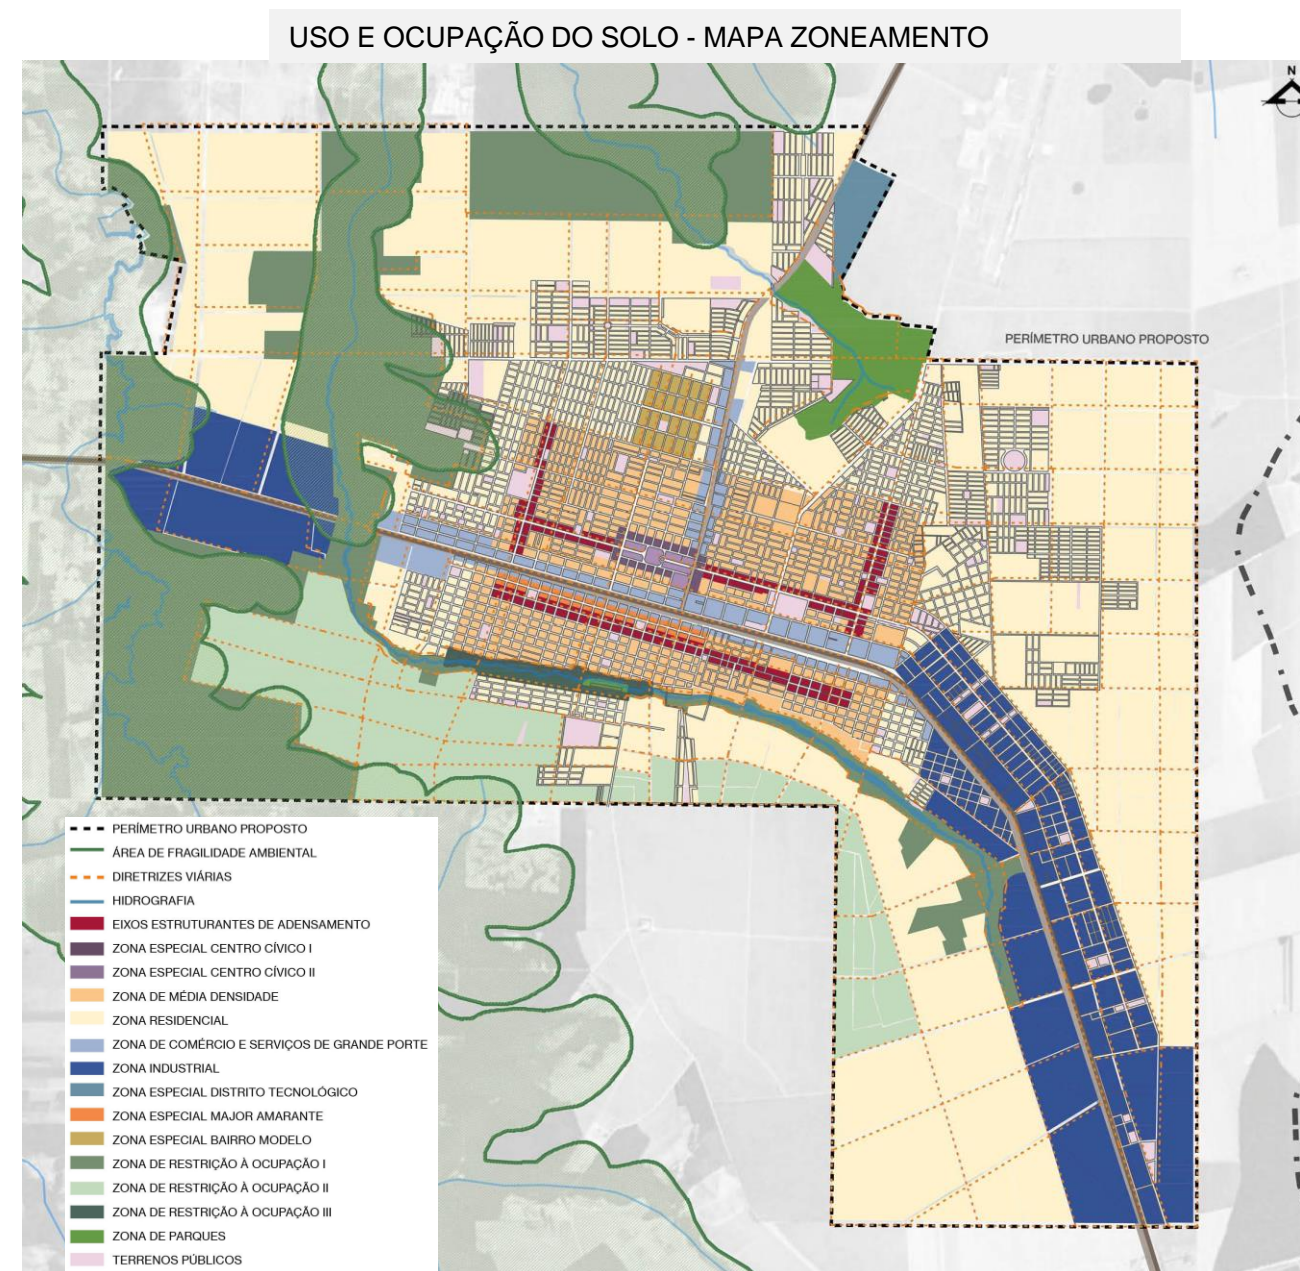 USO E OCUPAÇÃO DO SOLO - MAPA ZONEAMENTO
N
PERÍMETRO URBANO PROPOSTO
PERÍMETRO URBANO PROPOSTO
ÁREA DE FRAGILIDADE AMBIENTAL
DIRETRIZES VIÁRIAS
HIDROGRAFIA
EIXOS ESTRUTURANTES DE ADENSAMENTO
ZONA ESPECIAL CENTRO CÍVICO I
ZONA ESPECIAL CENTRO CÍVICO II
ZONA DE MÉDIA DENSIDADE
ZONA RESIDENCIAL
ZONA DE COMÉRCIO E SERVIÇOS DE GRANDE PORTE
ZONA INDUSTRIAL
ZONA ESPECIAL DISTRITO TECNOLÓGICO
ZONA ESPECIAL MAJOR AMARANTE
ZONA ESPECIAL BAIRRO MODELO
ZONA DE RESTRIÇÃO À OCUPAÇÃO I
ZONA DE RESTRIÇÃO À OCUPAÇÃO II
ZONA DE RESTRIÇÃO À OCUPAÇÃO III
ZONA DE PARQUES
TERRENOS PÚBLICOS